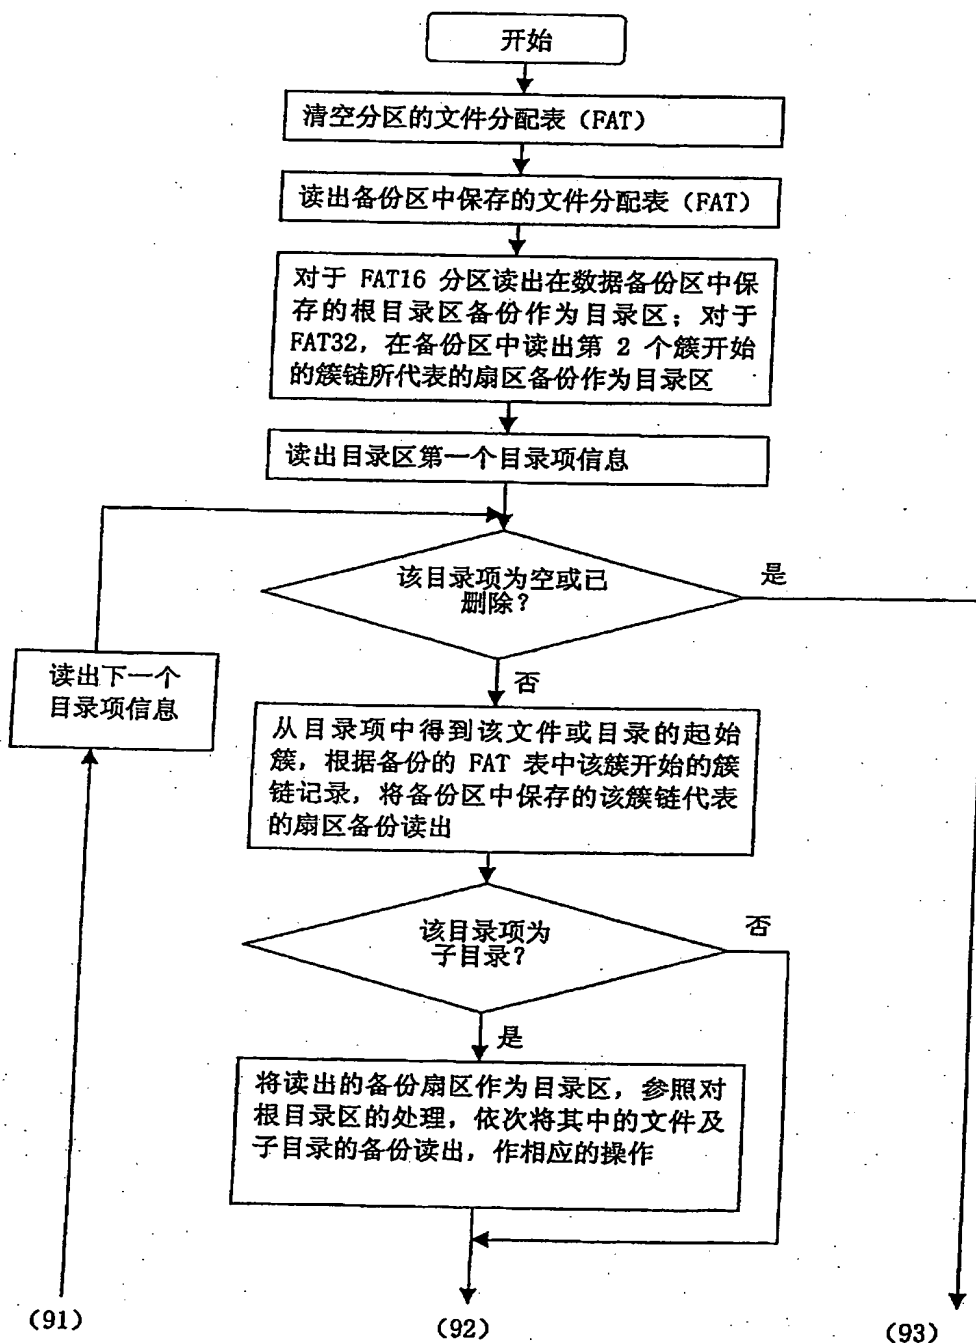 开始
清空分区的文件分配表（FAT）
读出备份区中保存的文件分配表（FAT）
对于 FAT16 分区读出在数据备份区中保
存的根目录区备份作为目录区；对于
FAT32，在备份区中读出第 2 个簇开始
的簇链所代表的扇区备份作为目录区
读出目录区第一个目录项信息
该目录项为空或已
删除？
是
读出下一个
目录项信息
否
从目录项中得到该文件或目录的起始
簇，根据备份的 FAT 表中该簇开始的簇
链记录，将备份区中保存的该簇链代表
的扇区备份读出
该目录项为
子目录？
否
是
将读出的备份扇区作为目录区，参照对
根目录区的处理，依次将其中的文件及
子目录的备份读出，作相应的操作
（91）
（92）
（93）